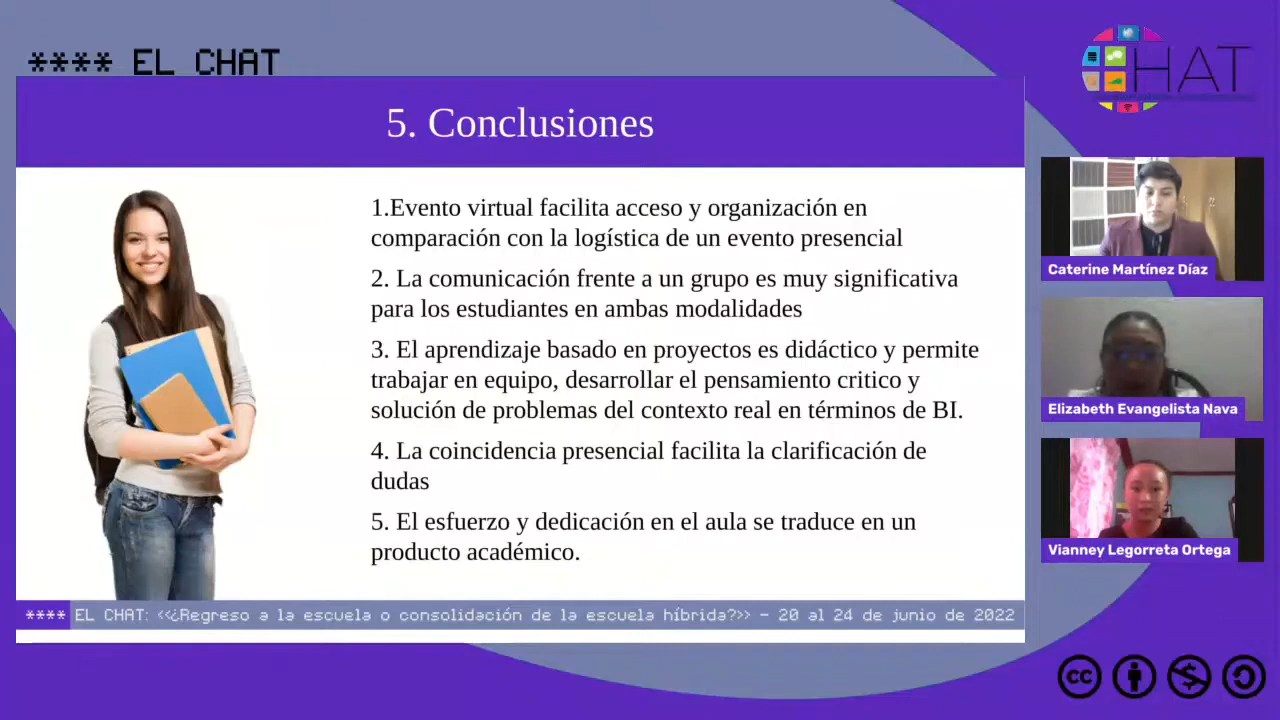 **** EL CHAT
HAT
5. Conclusiones
1.Evento virtual facilita acceso y organización en
comparación con la logística de un evento presencial
2. La comunicación frente a un grupo es muy significativa
para los estudiantes en ambas modalidades
3. El aprendizaje basado en proyectos es didáctico y permite
trabajar en equipo, desarrollar el pensamiento critico y
solución de problemas del contexto real en términos de BI.
4. La coincidencia presencial facilita la clarificación de
dudas
5. El esfuerzo y dedicación en el aula se traduce en un
producto académico.
**** EL CHAT: <<¿Regreso a la escuela o consolidación de la escuela híbrida?>> - 20 al 24 de junio de 2022
Caterine Martínez Díaz
Elizabeth Evangelista Nava
Vianney Legorreta Ortega
cc